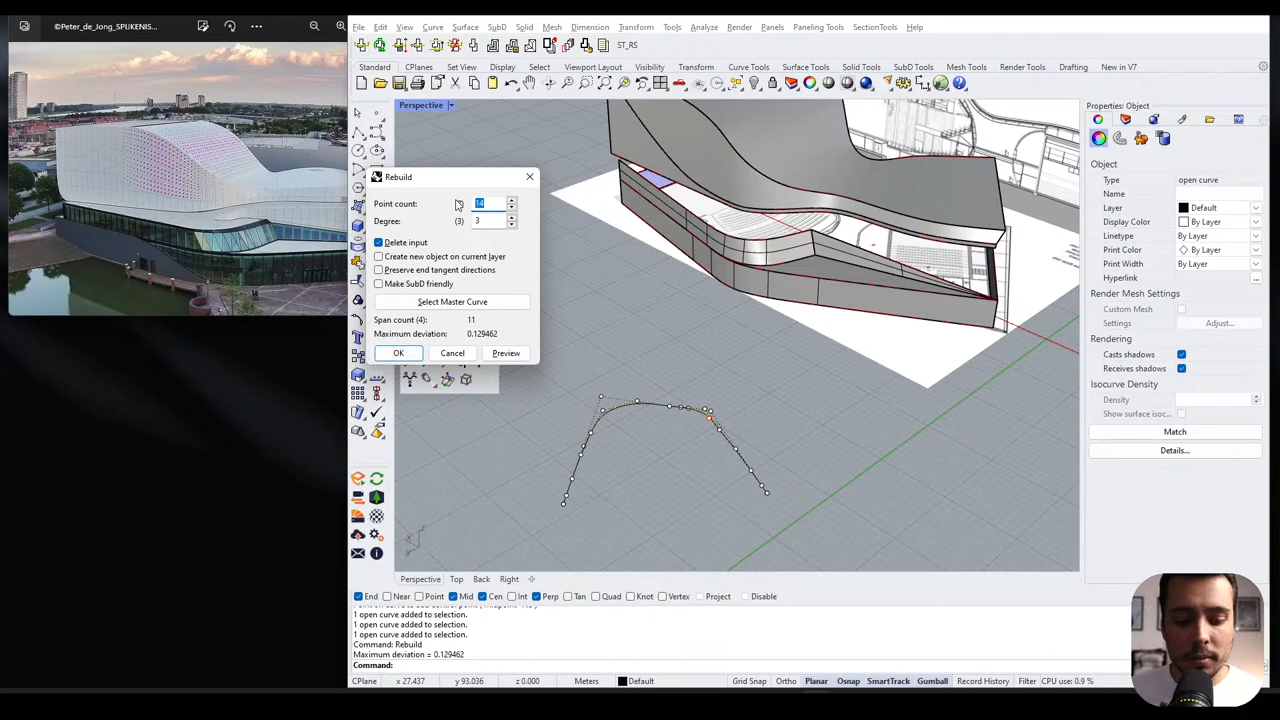 ©Peter_de_Jong_SPIJKENIS...
File Edit View Curve Surface SubD Solid Mesh Dimension Transform Tools Analyze Render Panels Paneling Tools SectionTools Help
ST_RS
Standard CPlanes Set View Display Select Viewport Layout Visibility Transform Curve Tools Surface Tools Solid Tools SubD Tools Mesh Tools Render Tools Drafting New in V7
Perspective
Properties: Object
Object
Type open curve
Name
Layer Default
Display Color By Layer
Linetype By Layer
Print Color By Layer
Print Width By Layer
Hyperlink ...
Render Mesh Settings
Custom Mesh
Settings Adjust...
Rendering
Casts shadows
Receives shadows
Isocurve Density
Density
Show surface isoc...
Match
Details...
Rebuild
Point count: 14
Degree: (3) 3
Delete input
Create new object on current layer
Preserve end tangent directions
Make SubD friendly
Select Master Curve
Span count (4): 11
Maximum deviation: 0.129462
OK Cancel Preview
Perspective Top Back Right
End Near Point Mid Cen Int Perp Tan Quad Knot Vertex Project Disable
1 open curve added to selection.
1 open curve added to selection.
1 open curve added to selection.
Command: Rebuild
Maximum deviation = 0.129462
Command:
CPlane x 27.437 y 93.036 z 0.000 Meters Default Grid Snap Ortho Planar Osnap SmartTrack Gumball Record History Filter CPU use: 0.9 %